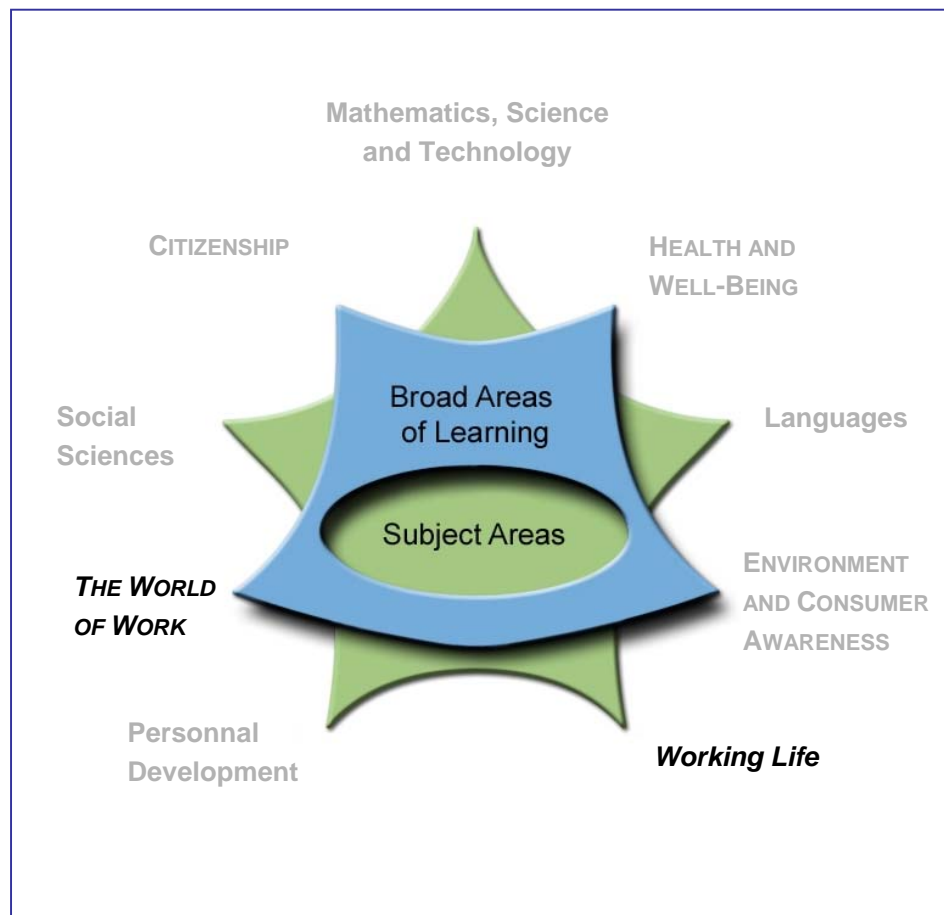 Mathematics, Science
and Technology
CITIZENSHIP
HEALTH AND
WELL-BEING
Broad Areas
of Learning
Social
Sciences
Languages
Subject Areas
THE WORLD
OF WORK
ENVIRONMENT
AND CONSUMER
AWARENESS
Personnal
Development
Working Life